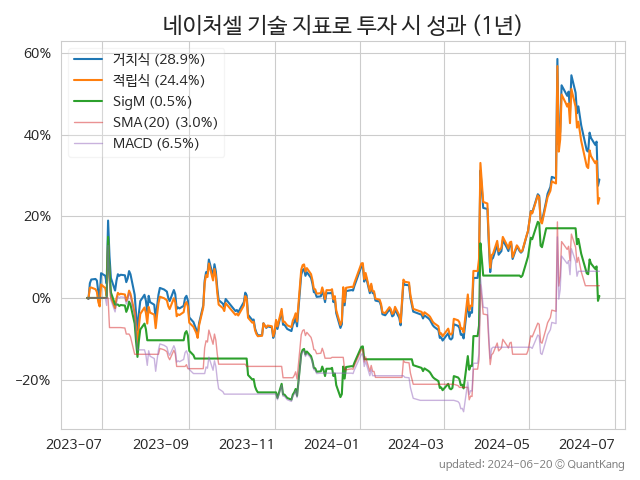 네이처셀 기술 지표로 투자 시 성과 (1년)
60%
40%
20%
0%
−20%
거치식 (28.9%)
적립식 (24.4%)
SigM (0.5%)
SMA(20) (3.0%)
MACD (6.5%)
2023-07 2023-09 2023-11 2024-01 2024-03 2024-05 2024-07
updated: 2024-06-20 © QuantKang